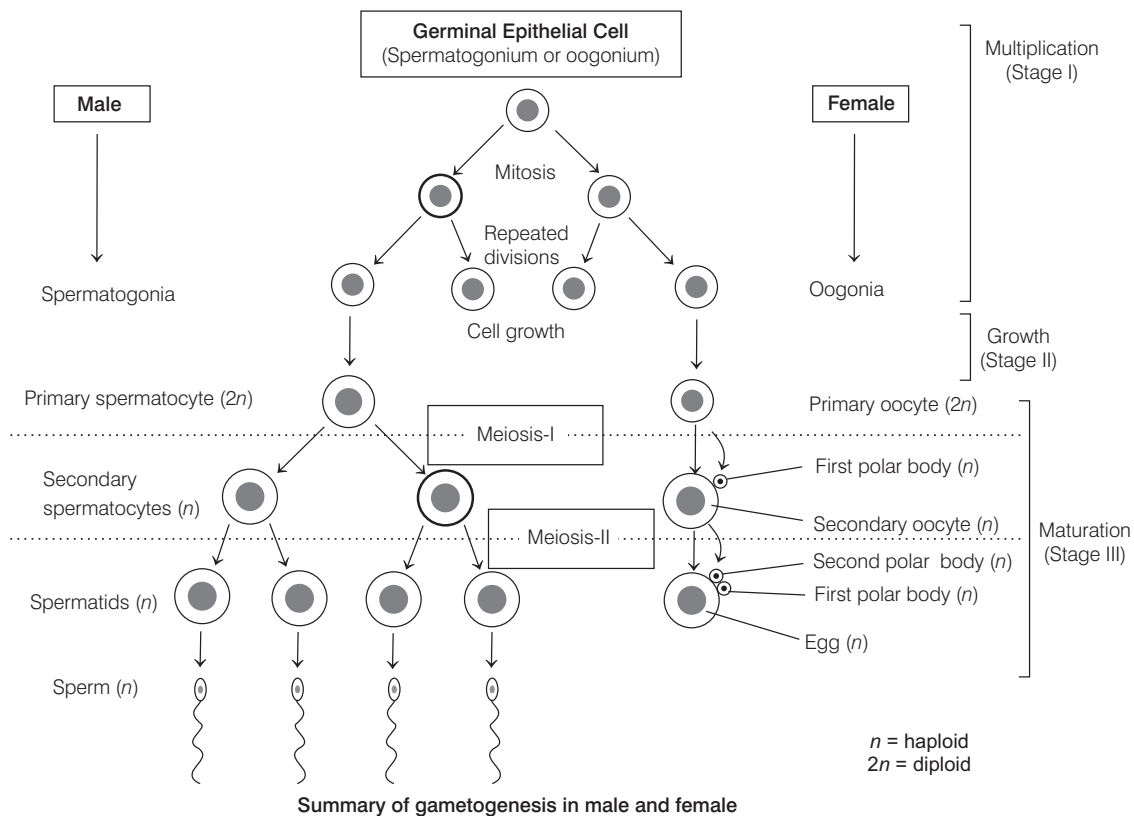 Germinal Epithelial Cell
(Spermatogonium or oogonium)
Multiplication
(Stage I)
Male
Female
Mitosis
Repeated
divisions
Spermatogonia
Oogonia
Cell growth
Growth
(Stage II)
Primary spermatocyte (2n)
Primary oocyte (2n)
Meiosis-I
First polar body (n)
Secondary
spermatocytes (n)
Secondary oocyte (n)
Meiosis-II
Maturation
(Stage III)
Second polar body (n)
Spermatids (n)
First polar body (n)
Egg (n)
Sperm (n)
n = haploid
2n = diploid
Summary of gametogenesis in male and female